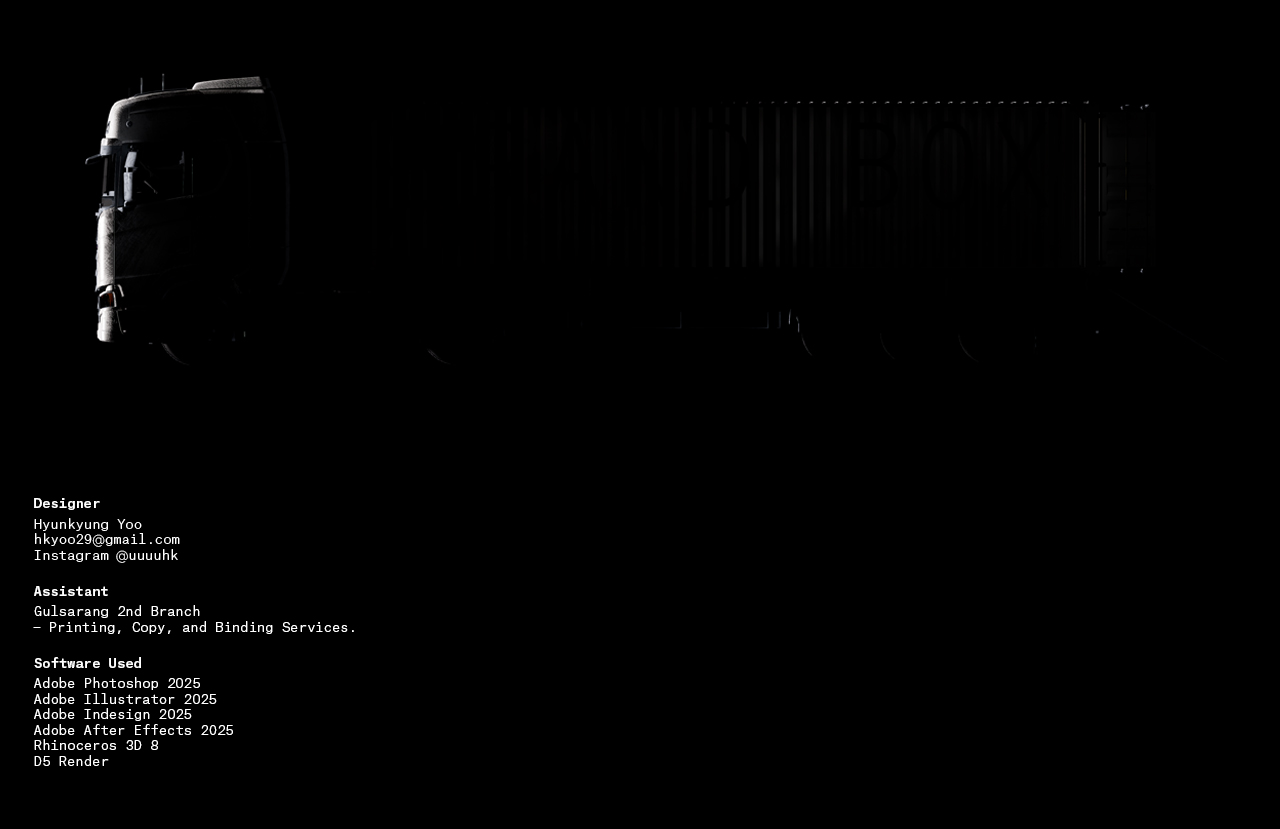 BOX
Designer
Hyunkyung Yoo
hkyoo29@gmail.com
Instagram @uuuuhk
Assistant
Gulsarang 2nd Branch
— Printing, Copy, and Binding Services.
Software Used
Adobe Photoshop 2025
Adobe Illustrator 2025
Adobe Indesign 2025
Adobe After Effects 2025
Rhinoceros 3D 8
D5 Render